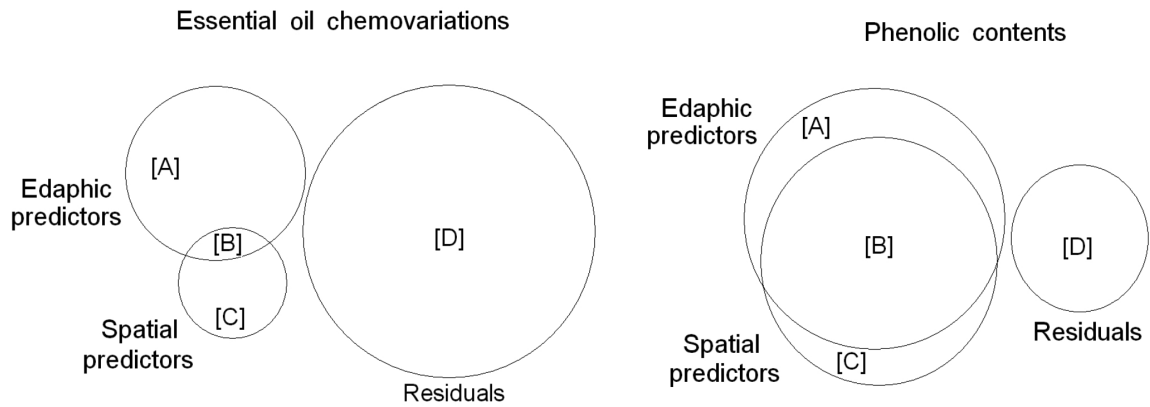 Essential oil chemovariations
[A]
Edaphic
predictors
[B]
[D]
[C]
Spatial
predictors
Residuals
Phenolic contents
Edaphic
predictors
[A]
[B]
[D]
Spatial
predictors
[C]
Residuals